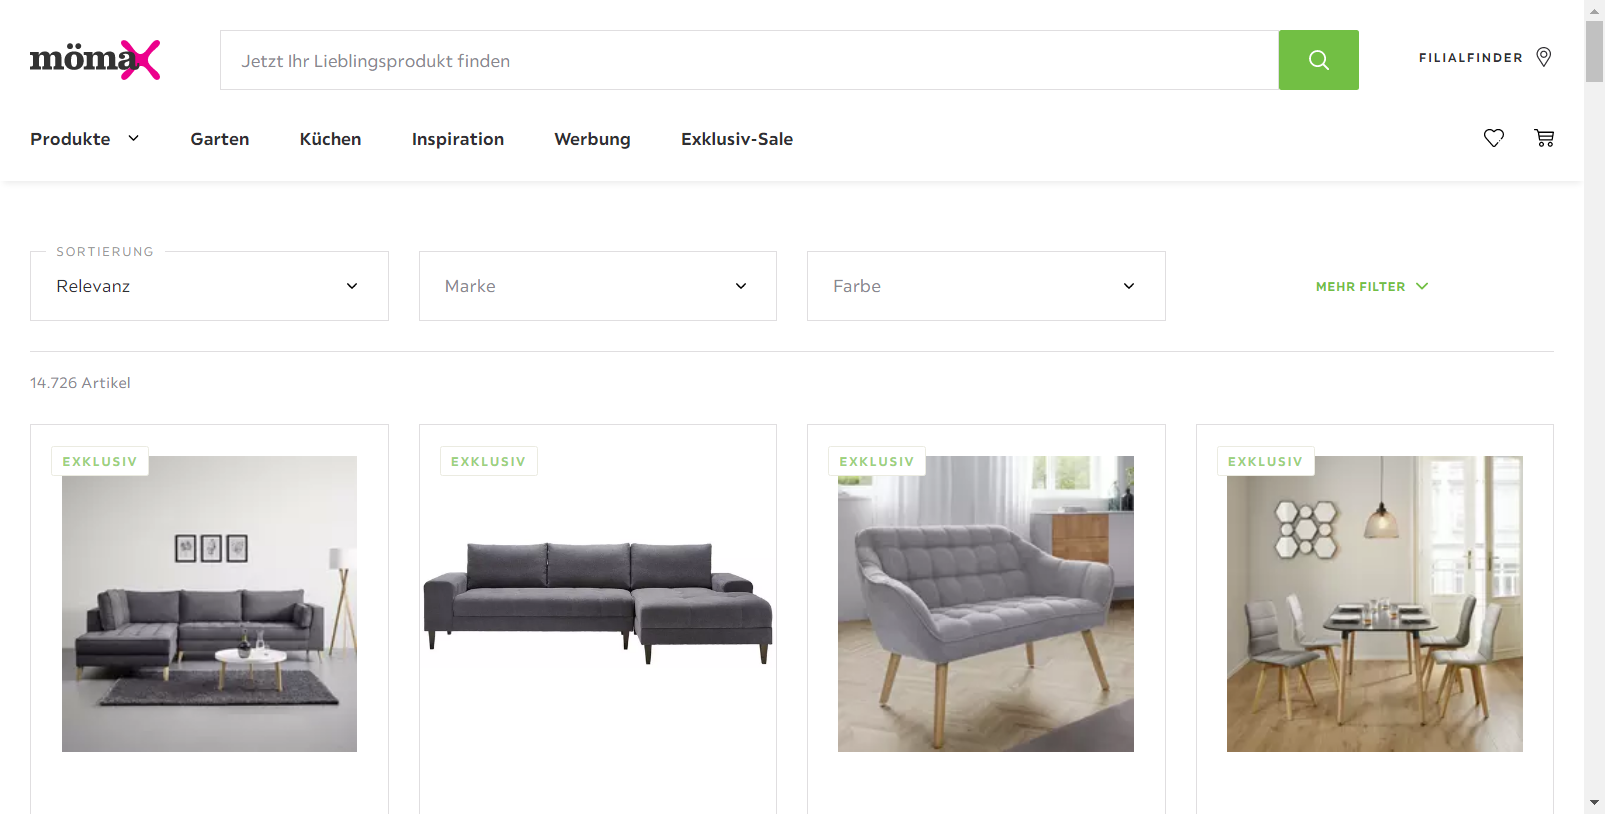 mömax
Jetzt Ihr Lieblingsprodukt finden
FILIALFINDER
Produkte
Garten
Küchen
Inspiration
Werbung
Exklusiv-Sale
SORTIERUNG
Relevanz
Marke
Farbe
MEHR FILTER
14.726 Artikel
EXKLUSIV
EXKLUSIV
EXKLUSIV
EXKLUSIV